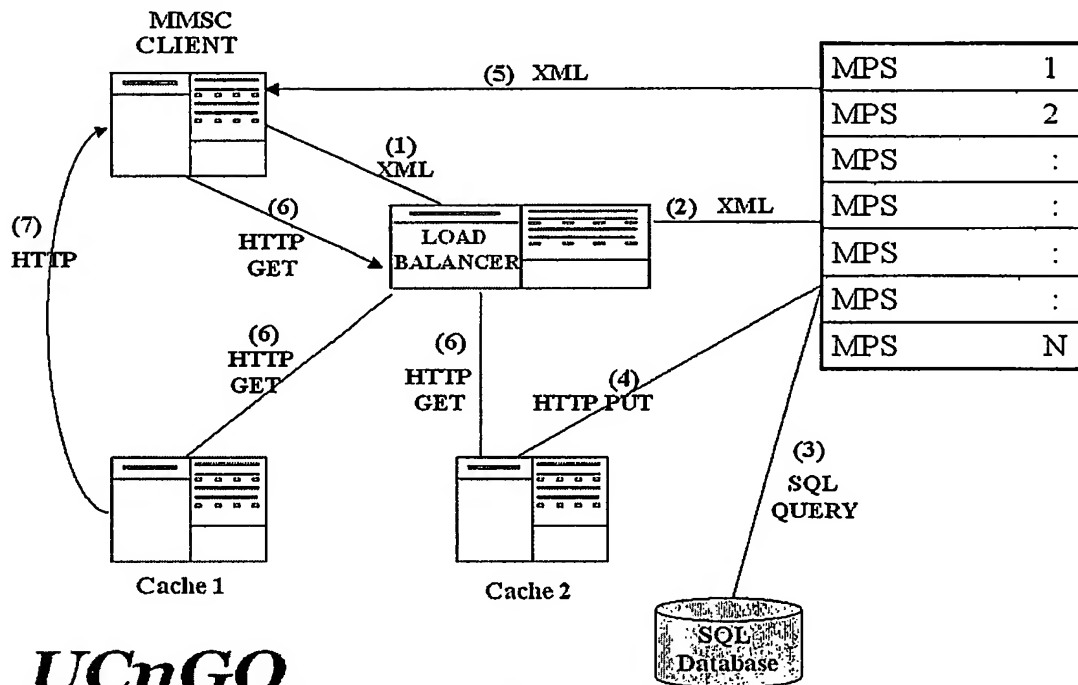 MMSC
CLIENT
(5) XML
MPS 1
MPS 2
MPS :
MPS :
MPS :
MPS :
MPS N
(1)
XML
(2) XML
(7)
HTTP
(6)
HTTP
GET
LOAD
BALANCER
(6)
HTTP
GET
(6)
HTTP
GET
(4)
HTTP PUT
(3)
SQL
QUERY
Cache 1
Cache 2
SQL
Database
UCnGO